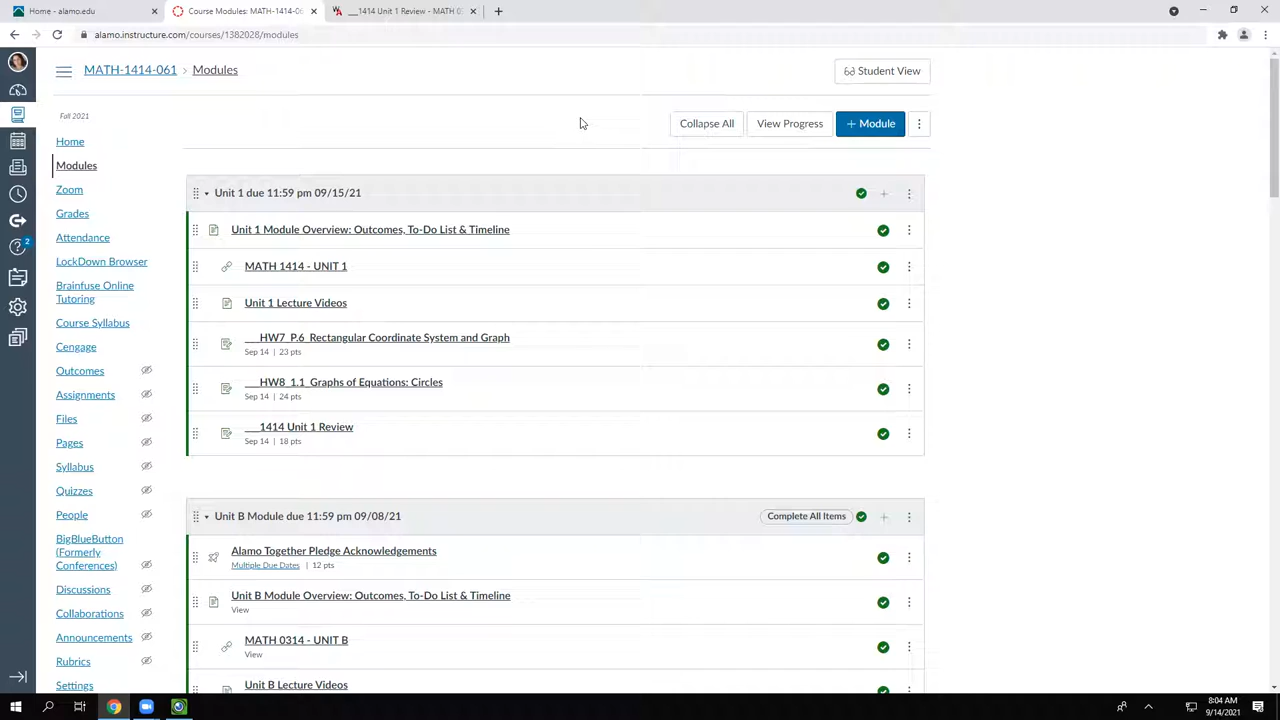 Home - alamo.edu
Course Modules: MATH-1414-06
___1414 Unit 1 Review - MATH 05
alamo.instructure.com/courses/1382028/modules
MATH-1414-061 > Modules
Student View
Fall 2021
Collapse All
View Progress
+ Module
Home
Modules
Zoom
Grades
Attendance
LockDown Browser
Brainfuse Online
Tutoring
Course Syllabus
Cengage
Outcomes
Assignments
Files
Pages
Syllabus
Quizzes
People
BigBlueButton
(Formerly
Conferences)
Discussions
Collaborations
Announcements
Rubrics
Settings
2
Unit 1 due 11:59 pm 09/15/21
Unit 1 Module Overview: Outcomes, To-Do List & Timeline
MATH 1414 - UNIT 1
Unit 1 Lecture Videos
___HW7_P.6_Rectangular Coordinate System and Graph
Sep 14 | 23 pts
___HW8_1.1_Graphs of Equations: Circles
Sep 14 | 24 pts
___1414 Unit 1 Review
Sep 14 | 18 pts
Unit B Module due 11:59 pm 09/08/21
Complete All Items
Alamo Together Pledge Acknowledgements
Multiple Due Dates | 12 pts
Unit B Module Overview: Outcomes, To-Do List & Timeline
View
MATH 0314 - UNIT B
View
Unit B Lecture Videos
8:04 AM
9/14/2021